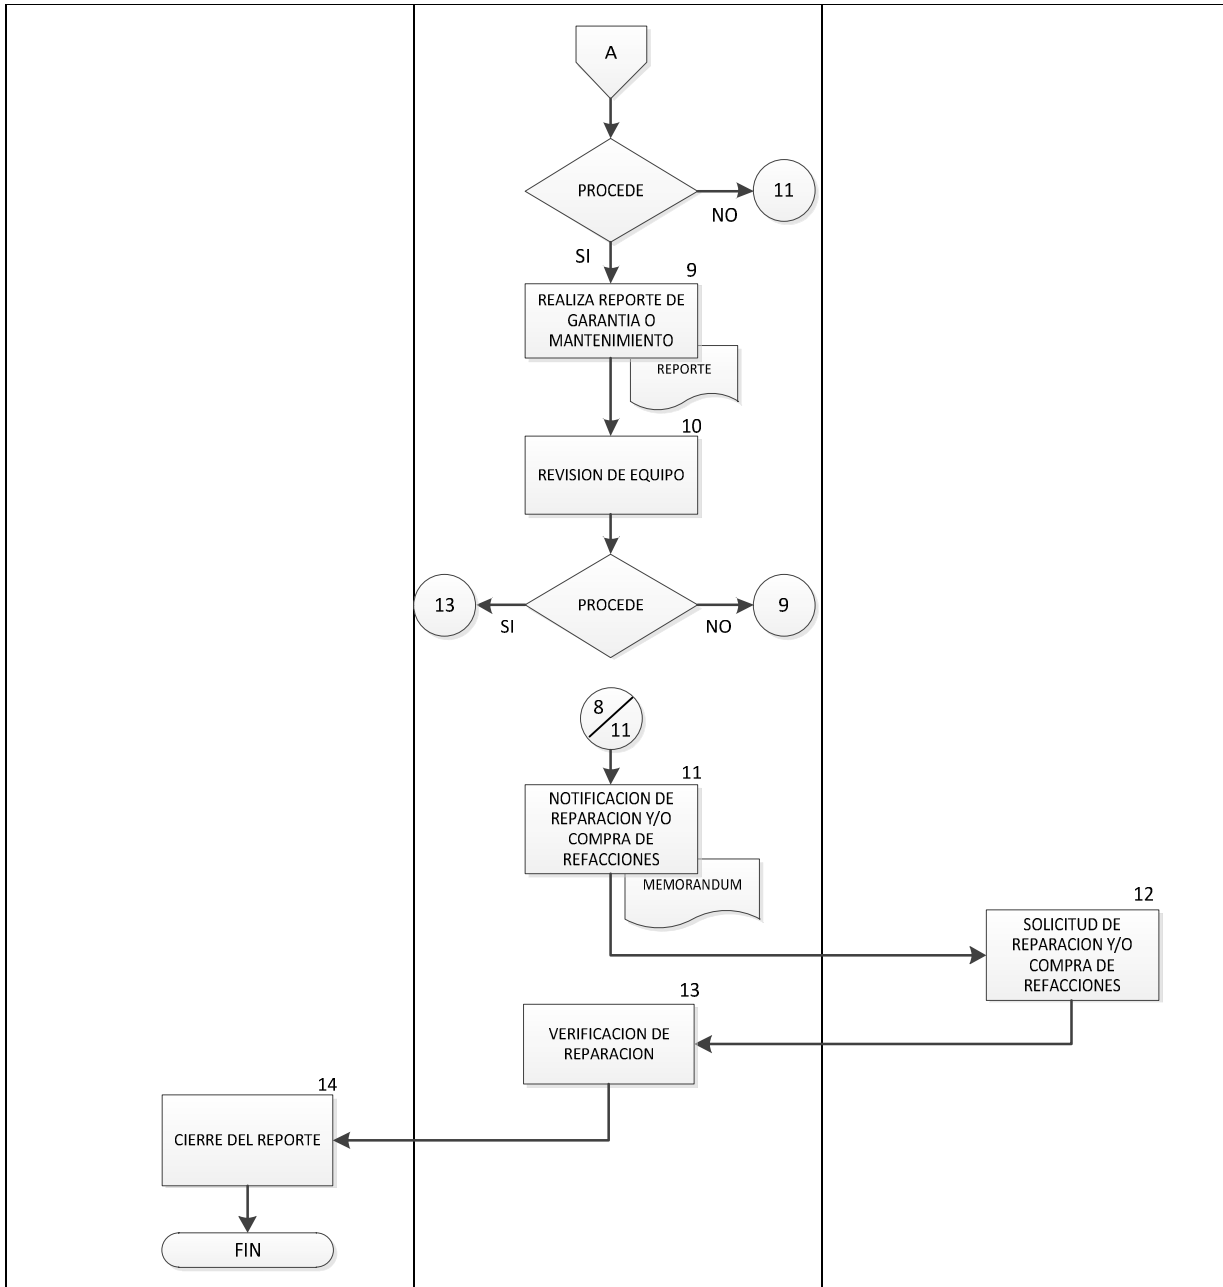 A
PROCEDE
11
NO
SI
9
REALIZA REPORTE DE
GARANTIA O
MANTENIMIENTO
REPORTE
10
REVISION DE EQUIPO
13
PROCEDE
9
SI
NO
8
11
11
NOTIFICACION DE
REPARACION Y/O
COMPRA DE
REFACCIONES
MEMORANDUM
12
SOLICITUD DE
REPARACION Y/O
COMPRA DE
REFACCIONES
13
VERIFICACION DE
REPARACION
14
CIERRE DEL REPORTE
FIN